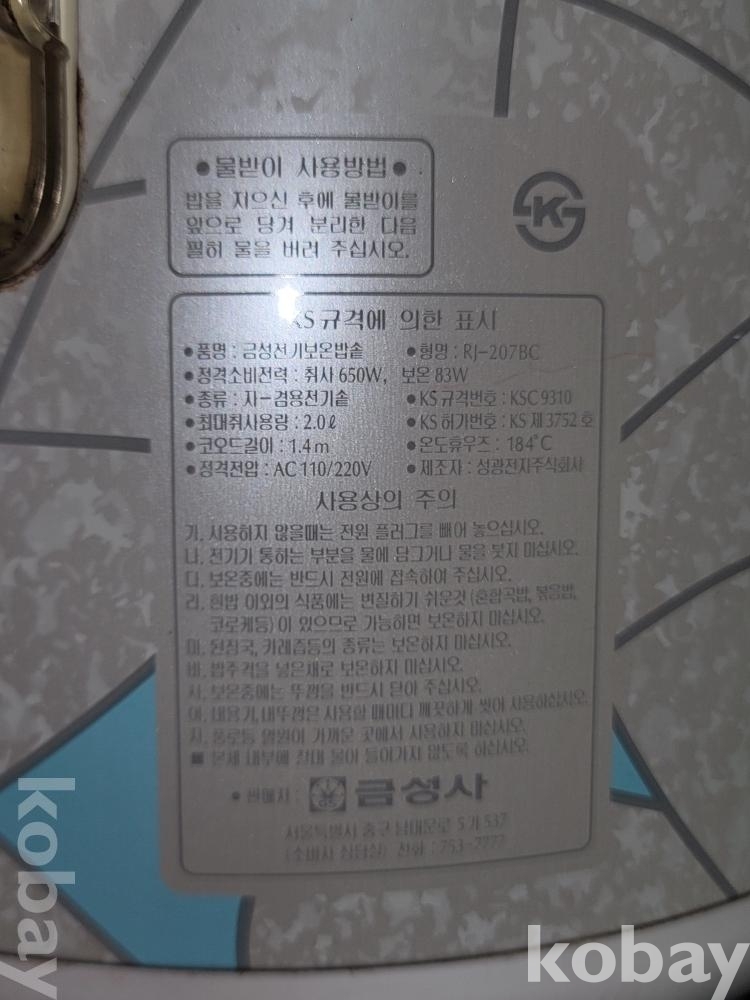 ●물받이 사용방법●
밥을 지으신 후에 물받이를
앞으로 당겨 분리한 다음
필히 물을 버려 주십시오.
K
KS 규격에 의한 표시
●품명 : 금성전기보온밥솥 ●형명 : RJ-207BC
●정격소비전력 : 취사 650W, 보온 83W
●종류 : 자-겸용전기솥 ●KS 규격번호 : KSC 9310
●최대취사용량 : 2.0ℓ ●KS 허가번호 : KS 제 3752 호
●코오드길이 : 1.4m ●온도휴우즈 : 184℃
●정격전압 : AC 110/220V ●제조자 : 성광전자주식회사
사용상의 주의
가. 사용하지 않을때는 전원 플러그를 빼어 놓으십시오.
나. 전기가 통하는 부분을 물에 담그거나 물을 붓지 마십시오.
다. 보온중에는 반드시 전원에 접속하여 주십시오.
라. 흰밥 이외의 식품에는 변질하기 쉬운것 (혼합곡밥, 볶음밥,
코로케등) 이 있으므로 가능하면 보온하지 마십시오.
마. 된장국, 카레즙등의 종류는 보온하지 마십시오.
바. 밥주걱을 넣은채로 보온하지 마십시오.
사. 보온중에는 뚜껑을 반드시 닫아 주십시오.
아. 내용기, 내뚜껑은 사용할 때마다 깨끗하게 씻어 사용하십시오.
자. 풍로등 열원이 가까운 곳에서 사용하지 마십시오.
■ 본체 내부에 절대 물이 들어가지 않도록 하십시오.
● 판매자 : 금성사
서울특별시 중구 남대문로 5가 537
(소비자 상담실) 전화 : 753-7777
kobay
kobay